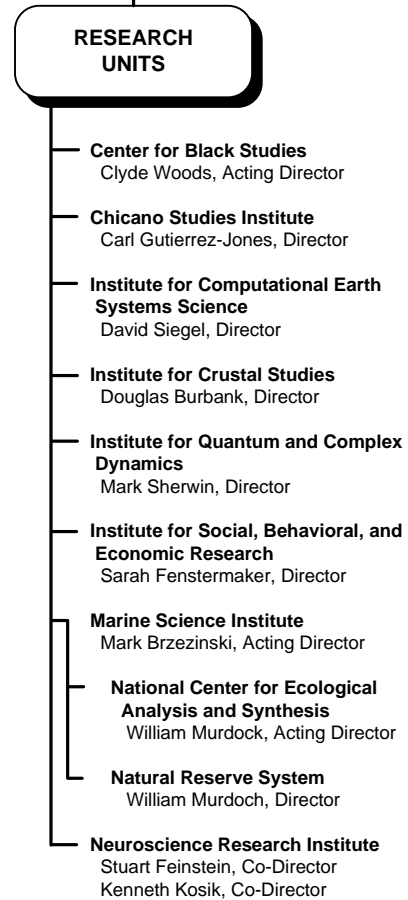 RESEARCH
UNITS
Center for Black Studies
Clyde Woods, Acting Director
Chicano Studies Institute
Carl Gutierrez-Jones, Director
Institute for Computational Earth
Systems Science
David Siegel, Director
Institute for Crustal Studies
Douglas Burbank, Director
Institute for Quantum and Complex
Dynamics
Mark Sherwin, Director
Institute for Social, Behavioral, and
Economic Research
Sarah Fenstermaker, Director
Marine Science Institute
Mark Brzezinski, Acting Director
National Center for Ecological
Analysis and Synthesis
William Murdock, Acting Director
Natural Reserve System
William Murdoch, Director
Neuroscience Research Institute
Stuart Feinstein, Co-Director
Kenneth Kosik, Co-Director